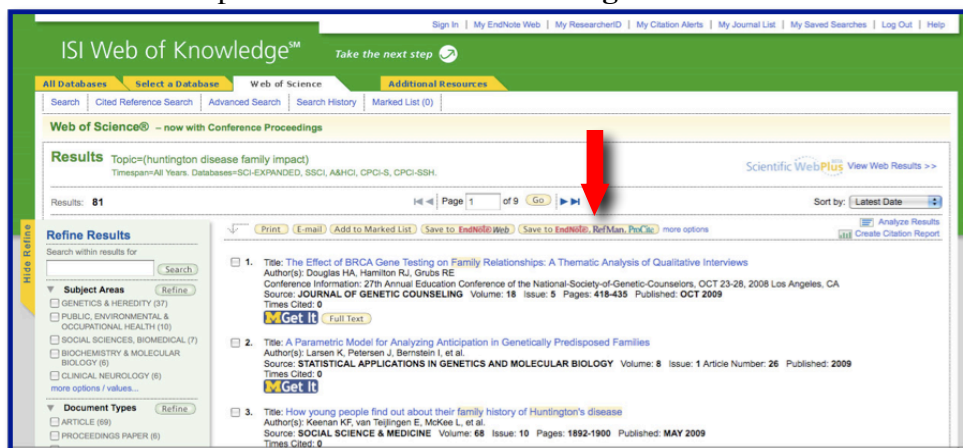 Sign In | My EndNote Web | My ResearcherID | My Citation Alerts | My Journal List | My Saved Searches | Log Out | Help
ISI Web of Knowledge℠ Take the next step
All Databases Select a Database Web of Science Additional Resources
Search Cited Reference Search Advanced Search Search History Marked List (0)
Web of Science® – now with Conference Proceedings
Results Topic=(huntington disease family impact)
Timespan=All Years. Databases=SCI-EXPANDED, SSCI, A&HCI, CPCI-S, CPCI-SSH.
Scientific WebPlus View Web Results >>
Results: 81 Page 1 of 9 Go Sort by: Latest Date
Hide Refine
Refine Results
Search within results for
Search
Subject Areas Refine
GENETICS & HEREDITY (37)
PUBLIC, ENVIRONMENTAL &
OCCUPATIONAL HEALTH (10)
SOCIAL SCIENCES, BIOMEDICAL (7)
BIOCHEMISTRY & MOLECULAR
BIOLOGY (6)
CLINICAL NEUROLOGY (6)
more options / values...
Document Types Refine
ARTICLE (69)
PROCEEDINGS PAPER (6)
Print E-mail Add to Marked List Save to EndNote Web Save to EndNote, RefMan, ProCite more options
Analyze Results
Create Citation Report
1. Title: The Effect of BRCA Gene Testing on Family Relationships: A Thematic Analysis of Qualitative Interviews
Author(s): Douglas HA, Hamilton RJ, Grubs RE
Conference Information: 27th Annual Education Conference of the National-Society-of-Genetic-Counselors, OCT 23-28, 2008 Los Angeles, CA
Source: JOURNAL OF GENETIC COUNSELING Volume: 18 Issue: 5 Pages: 418-435 Published: OCT 2009
Times Cited: 0
M Get It Full Text
2. Title: A Parametric Model for Analyzing Anticipation in Genetically Predisposed Families
Author(s): Larsen K, Petersen J, Bernstein I, et al.
Source: STATISTICAL APPLICATIONS IN GENETICS AND MOLECULAR BIOLOGY Volume: 8 Issue: 1 Article Number: 26 Published: 2009
Times Cited: 0
M Get It
3. Title: How young people find out about their family history of Huntington's disease
Author(s): Keenan KF, van Teijlingen E, McKee L, et al.
Source: SOCIAL SCIENCE & MEDICINE Volume: 68 Issue: 10 Pages: 1892-1900 Published: MAY 2009
Times Cited: 0